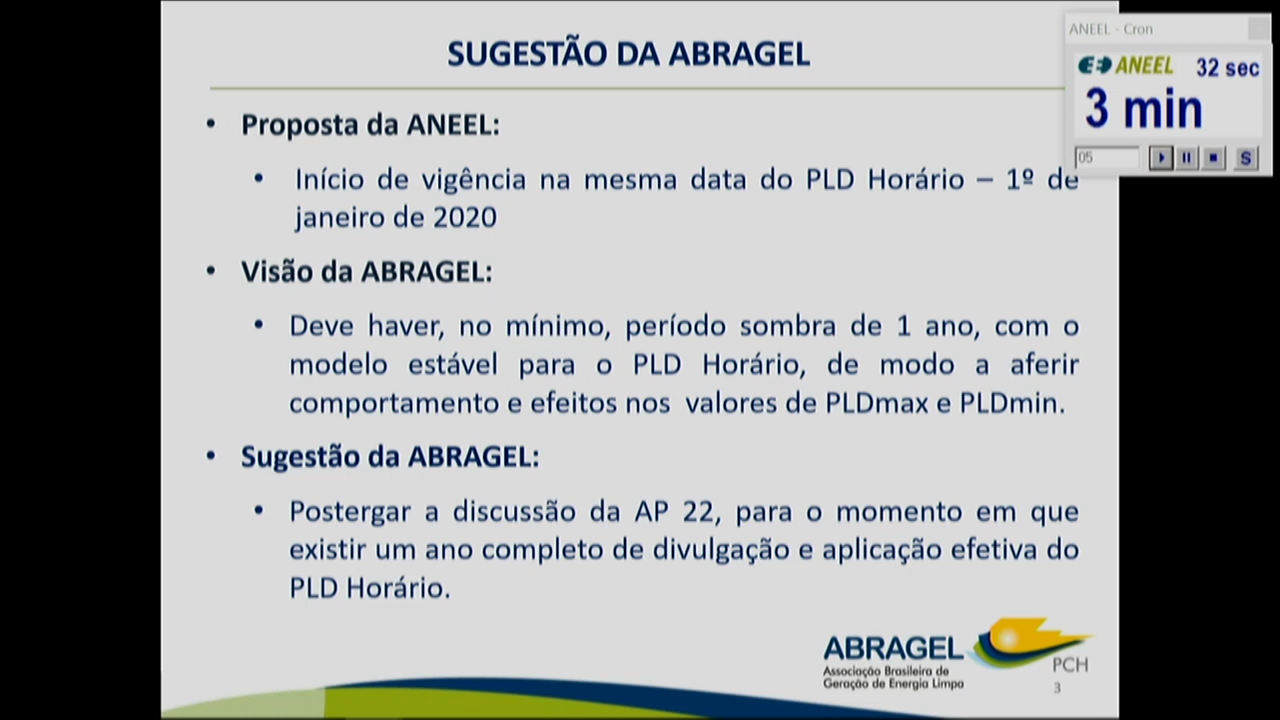 SUGESTÃO DA ABRAGEL
ANEEL - Cron
ANEEL 32 sec
3 min
05
S
• Proposta da ANEEL:
• Início de vigência na mesma data do PLD Horário – 1º de
janeiro de 2020
• Visão da ABRAGEL:
• Deve haver, no mínimo, período sombra de 1 ano, com o
modelo estável para o PLD Horário, de modo a aferir
comportamento e efeitos nos valores de PLDmax e PLDmin.
• Sugestão da ABRAGEL:
• Postergar a discussão da AP 22, para o momento em que
existir um ano completo de divulgação e aplicação efetiva do
PLD Horário.
ABRAGEL
Associação Brasileira de
Geração de Energia Limpa
PCH
3